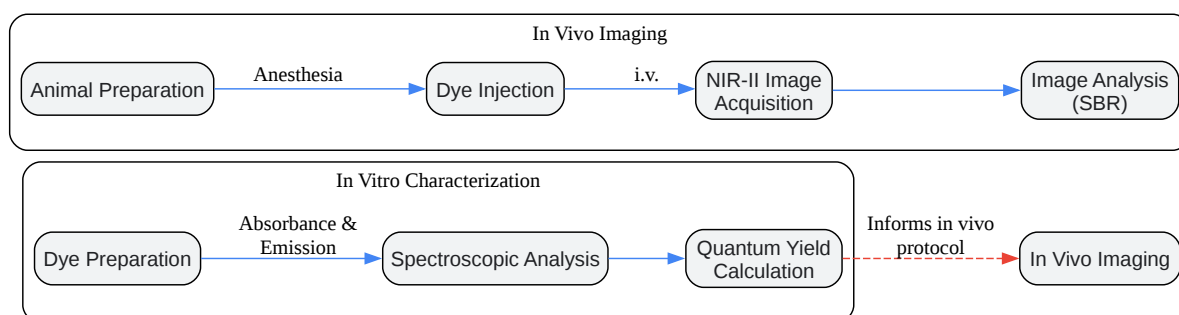 In Vivo Imaging
Animal Preparation
Anesthesia
Dye Injection
i.v.
NIR-II Image
Acquisition
Image Analysis
(SBR)
In Vitro Characterization
Dye Preparation
Absorbance &
Emission
Spectroscopic Analysis
Quantum Yield
Calculation
Informs in vivo
protocol
In Vivo Imaging